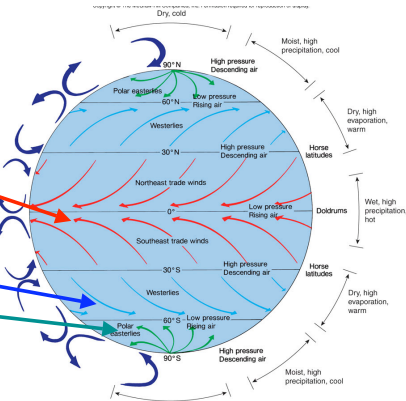 Dry, cold
Moist, high
precipitation, cool
90° N
High pressure
Descending air
Polar easterlies
Low pressure
Rising air
60° N
Westerlies
Dry, high
evaporation,
warm
High pressure
Descending air
30° N
Horse
latitudes
Northeast trade winds
Low pressure
Rising air
0°
Doldrums
Wet, high
precipitation,
hot
Southeast trade winds
High pressure
Descending air
30° S
Horse
latitudes
Westerlies
Dry, high
evaporation,
warm
60° S
Low pressure
Rising air
Polar
easterlies
90° S
High pressure
Descending air
Moist, high
precipitation, cool